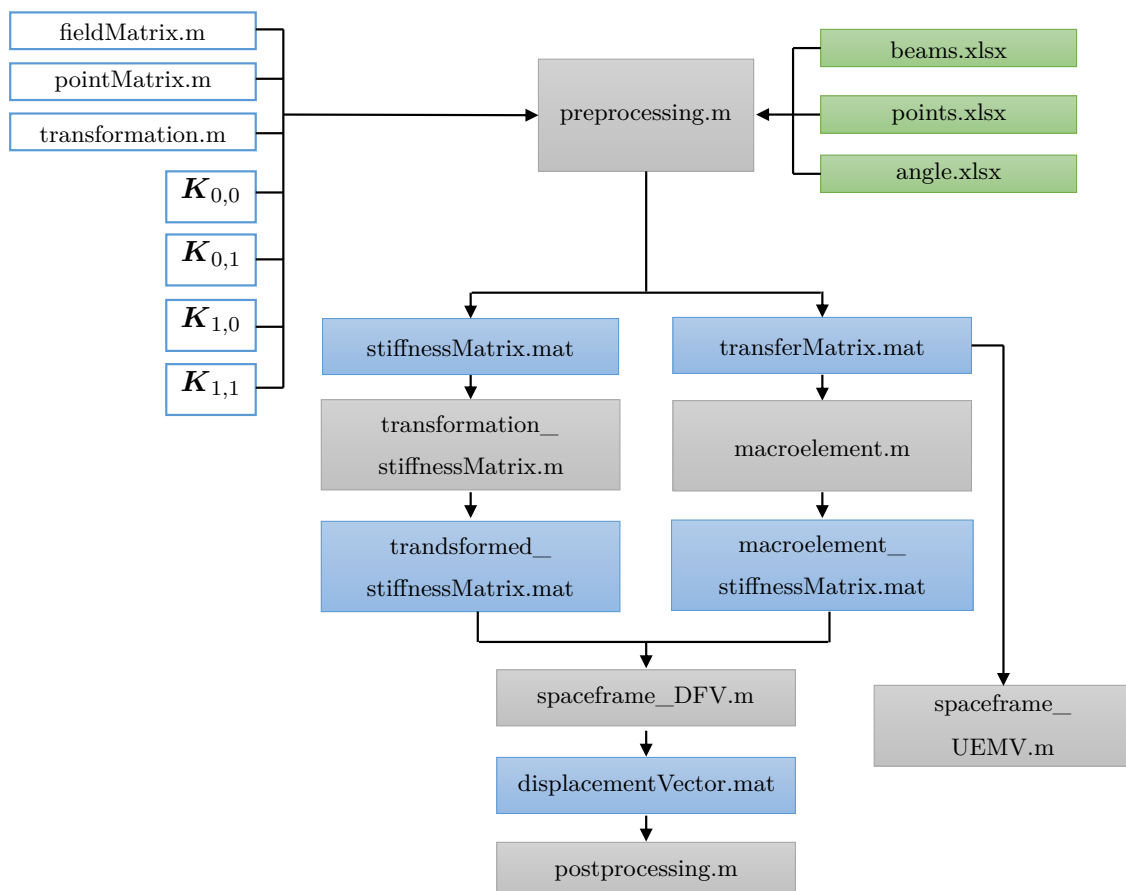 fieldMatrix.m
pointMatrix.m
transformation.m
K0,0
K0,1
K1,0
K1,1
preprocessing.m
beams.xlsx
points.xlsx
angle.xlsx
stiffnessMatrix.mat
transferMatrix.mat
transformation_
stiffnessMatrix.m
macroelement.m
trandsformed_
stiffnessMatrix.mat
macroelement_
stiffnessMatrix.mat
spaceframe_DFV.m
spaceframe_
UEMV.m
displacementVector.mat
postprocessing.m